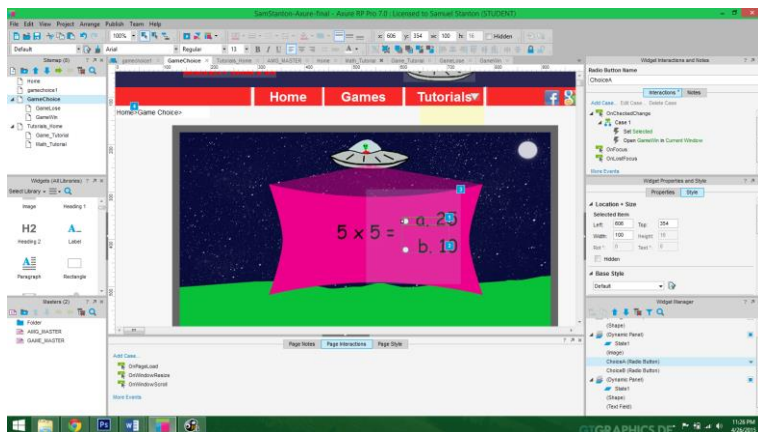 SamStanton-Axure-final - Axure RP Pro 7.0 : Licensed to Samuel Stanton (STUDENT)
File Edit View Project Arrange Publish Team Help
100% x: 606 y: 354 w: 100 h: 16 Hidden
Default Arial Regular 13 B I U
Sitemap (0)
Home
gamechoice1
GameChoice
GameLose
GameWin
Tutorials_Home
Game_Tutorial
Math_Tutorial
Widgets (All Libraries)
Select Library
Image Heading 1
H2 A_
Heading 2 Label
Paragraph Rectangle
Masters (2)
Folder
AMG_MASTER
GAME_MASTER
gamechoice1 GameChoice Tutorials_Home AMG_MASTER Home Math_Tutorial Game_Tutorial GameLose GameWin
Home Games Tutorials
Home>Game Choice>
5 x 5 =
a. 25
b. 10
Page Notes Page Interactions Page Style
Add Case...
OnPageLoad
OnWindowResize
OnWindowScroll
More Events
Widget Interactions and Notes
Radio Button Name
ChoiceA
Interactions * Notes
Add Case... Edit Case... Delete Case
OnCheckedChange
Case 1
Set Selected
Open GameWin in Current Window
OnFocus
OnLostFocus
More Events
Widget Properties and Style
Properties Style
Location + Size
Selected Item
Left: 606 Top: 354
Width: 100 Height: 16
Hidden
Base Style
Default
Widget Manager
(Shape)
(Dynamic Panel)
State1
(Image)
ChoiceA (Radio Button)
ChoiceB (Radio Button)
(Dynamic Panel)
State1
(Shape)
(Text Field)
11:26 PM
4/26/2015